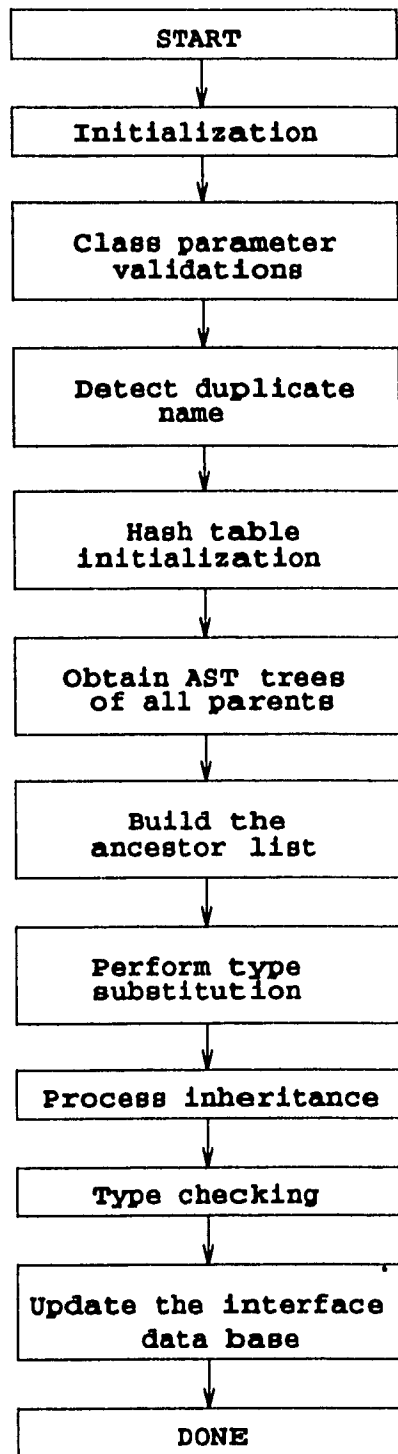 START
Initialization
Class parameter
validations
Detect duplicate
name
Hash table
initialization
Obtain AST trees
of all parents
Build the
ancestor list
Perform type
substitution
Process inheritance
Type checking
Update the interface
data base
DONE